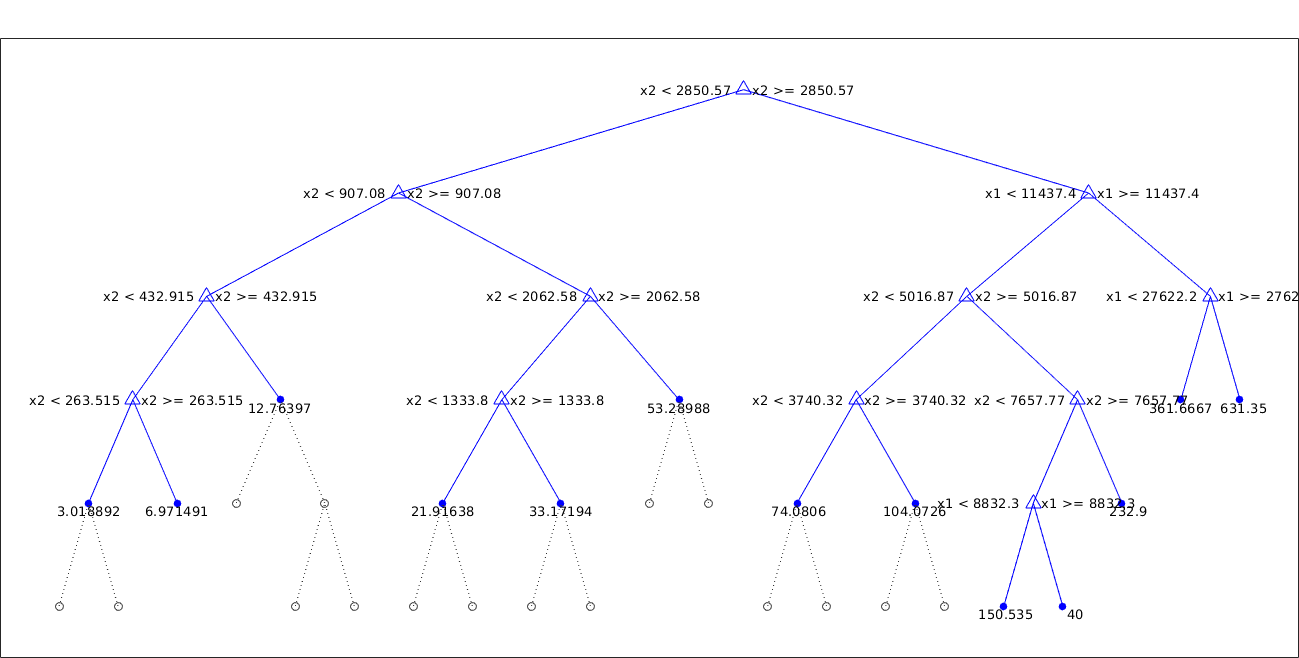 x2 < 2850.57 x2 >= 2850.57
x2 < 907.08 x2 >= 907.08 x1 < 11437.4 x1 >= 11437.4
x2 < 432.915 x2 >= 432.915 x2 < 2062.58 x2 >= 2062.58 x2 < 5016.87 x2 >= 5016.87 x1 < 27622.2 x1 >= 2762
x2 < 263.515 x2 >= 263.515 x2 < 1333.8 x2 >= 1333.8 x2 < 3740.32 x2 >= 3740.32 x2 < 7657.77 x2 >= 7657.77
12.76397 53.28988 361.6667 631.35
x1 < 8832.3 x1 >= 8832.3
3.018892 6.971491 21.91638 33.17194 74.0806 104.0726 232.9
150.535 40